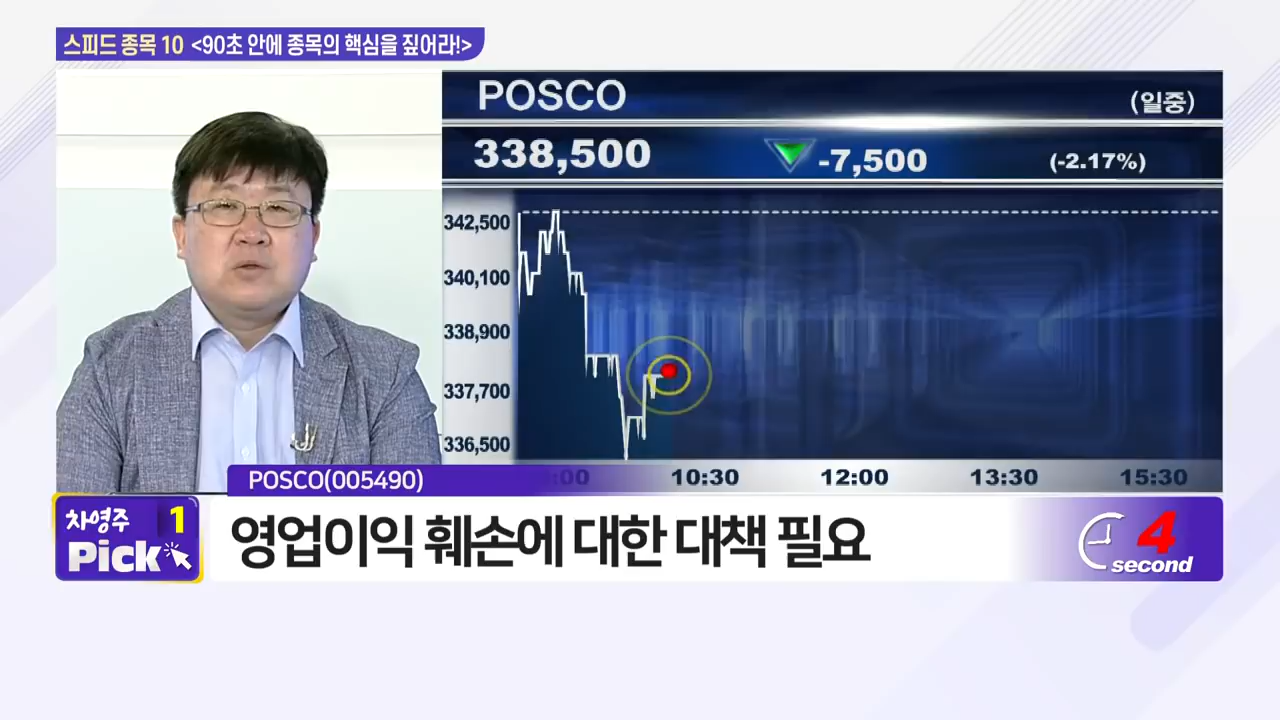 스피드 종목 10 <90초 안에 종목의 핵심을 짚어라!>
POSCO
(일중)
338,500
-7,500
(-2.17%)
342,500
340,100
338,900
337,700
336,500
:00
10:30
12:00
13:30
15:30
POSCO(005490)
차영주 1
Pick
영업이익 훼손에 대한 대책 필요
4
second